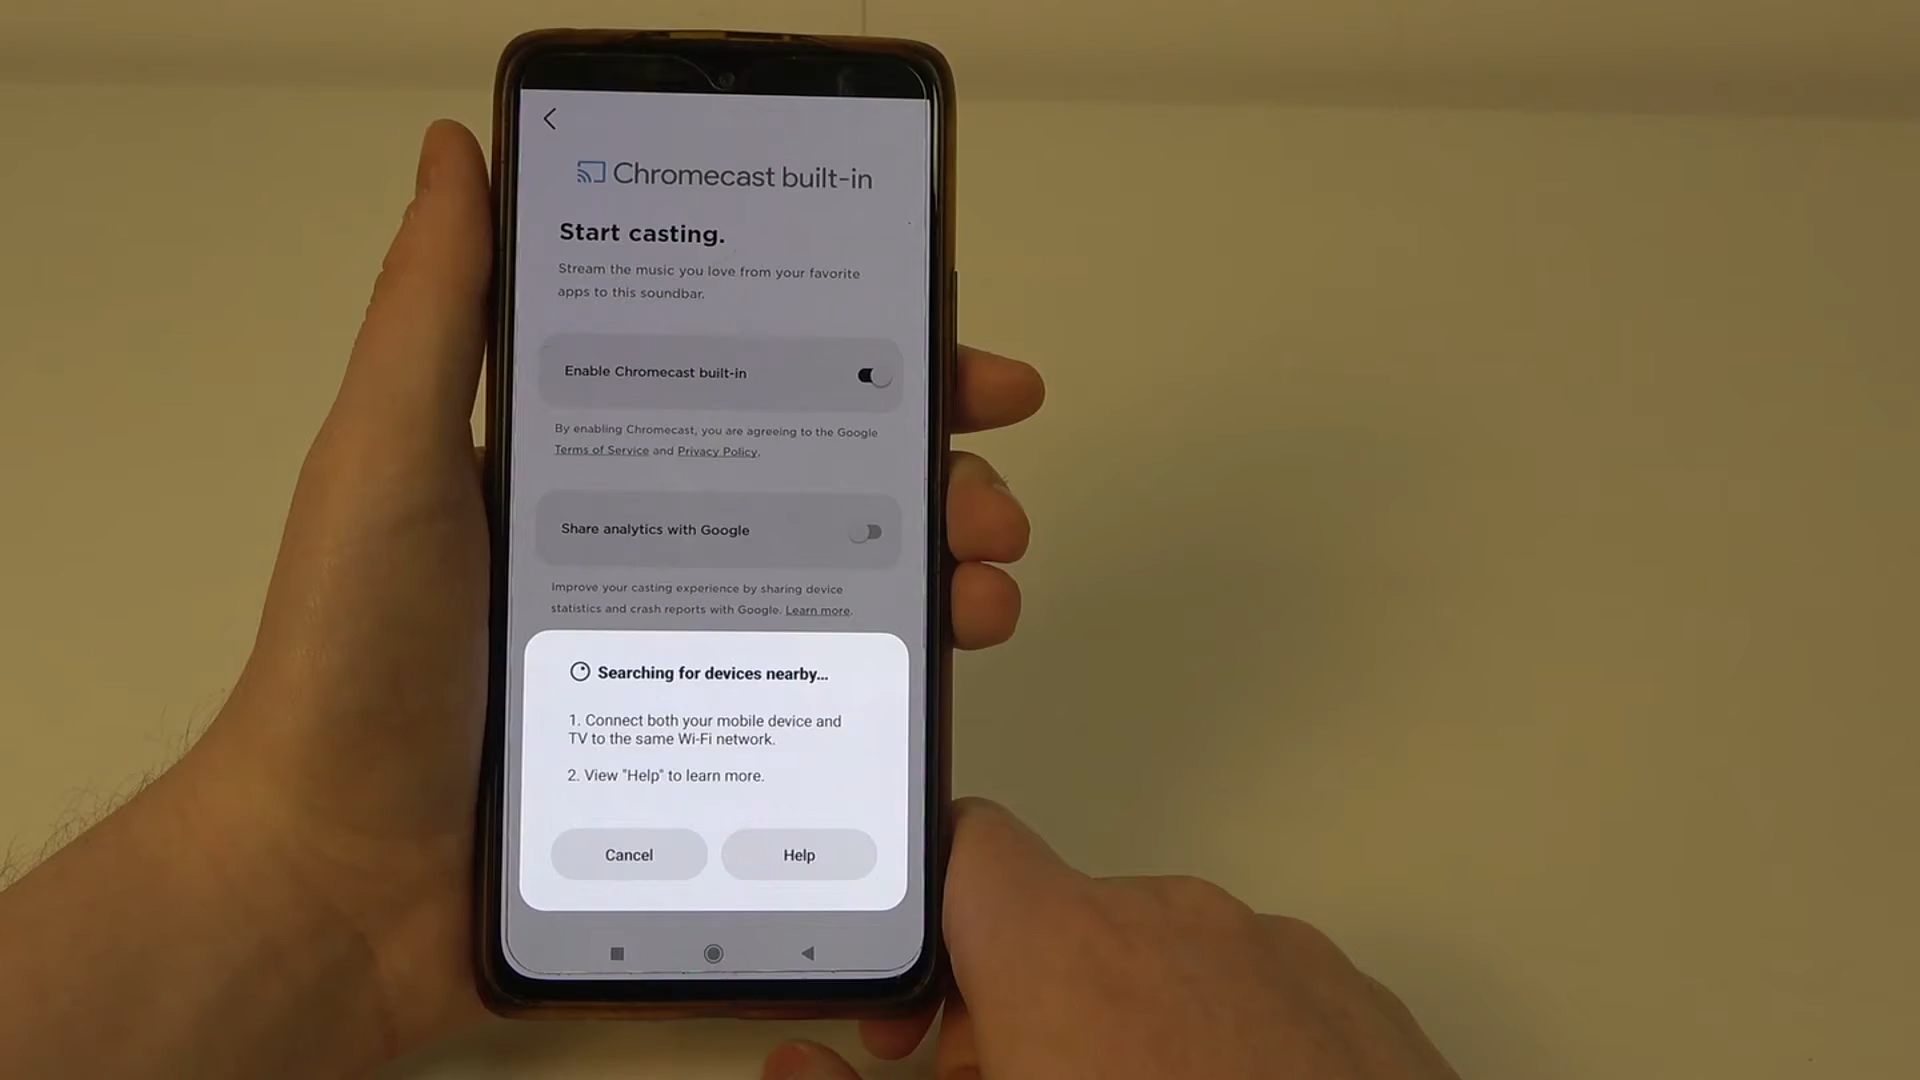 Chromecast built-in
Start casting.
Stream the music you love from your favorite
apps to this soundbar.
Enable Chromecast built-in
By enabling Chromecast, you are agreeing to the Google
Terms of Service and Privacy Policy.
Share analytics with Google
Improve your casting experience by sharing device
statistics and crash reports with Google. Learn more.
Searching for devices nearby...
1. Connect both your mobile device and
TV to the same Wi-Fi network.
2. View "Help" to learn more.
Cancel
Help